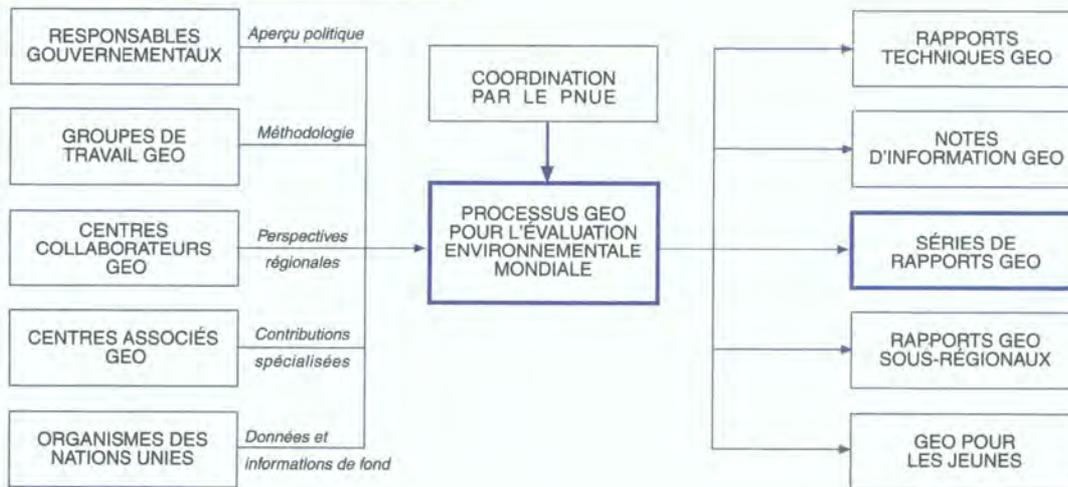 RESPONSABLES
GOUVERNEMENTAUX
Aperçu politique
GROUPES DE
TRAVAIL GEO
Méthodologie
CENTRES
COLLABORATEURS
GEO
Perspectives
régionales
CENTRES ASSOCIÉS
GEO
Contributions
spécialisées
ORGANISMES DES
NATIONS UNIES
Données et
informations de fond
COORDINATION
PAR LE PNUE
PROCESSUS GEO
POUR L'ÉVALUATION
ENVIRONNEMENTALE
MONDIALE
RAPPORTS
TECHNIQUES GEO
NOTES
D'INFORMATION GEO
SÉRIES DE
RAPPORTS GEO
RAPPORTS GEO
SOUS-RÉGIONAUX
GEO POUR
LES JEUNES